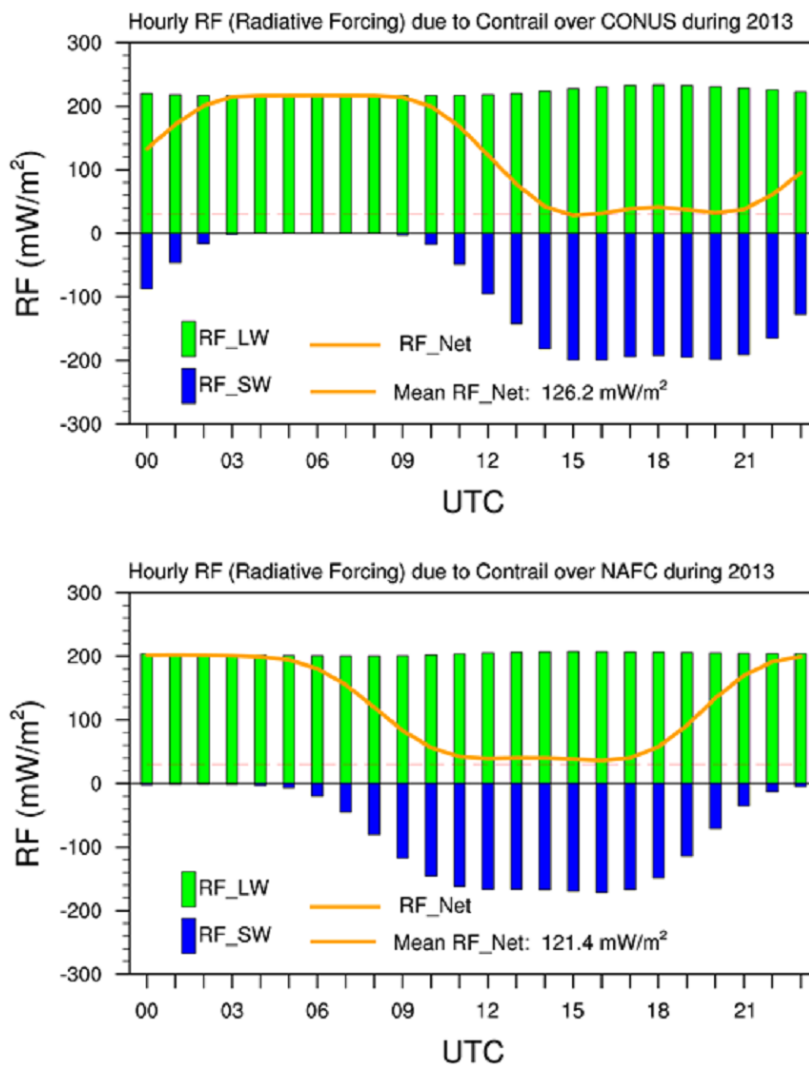 Hourly RF (Radiative Forcing) due to Contrail over CONUS during 2013
300
200
100
0
-100
-200
-300
RF (mW/m²)
RF_LW
RF_Net
RF_SW
Mean RF_Net: 126.2 mW/m²
00 03 06 09 12 15 18 21
UTC
Hourly RF (Radiative Forcing) due to Contrail over NAFC during 2013
300
200
100
0
-100
-200
-300
RF (mW/m²)
RF_LW
RF_Net
RF_SW
Mean RF_Net: 121.4 mW/m²
00 03 06 09 12 15 18 21
UTC